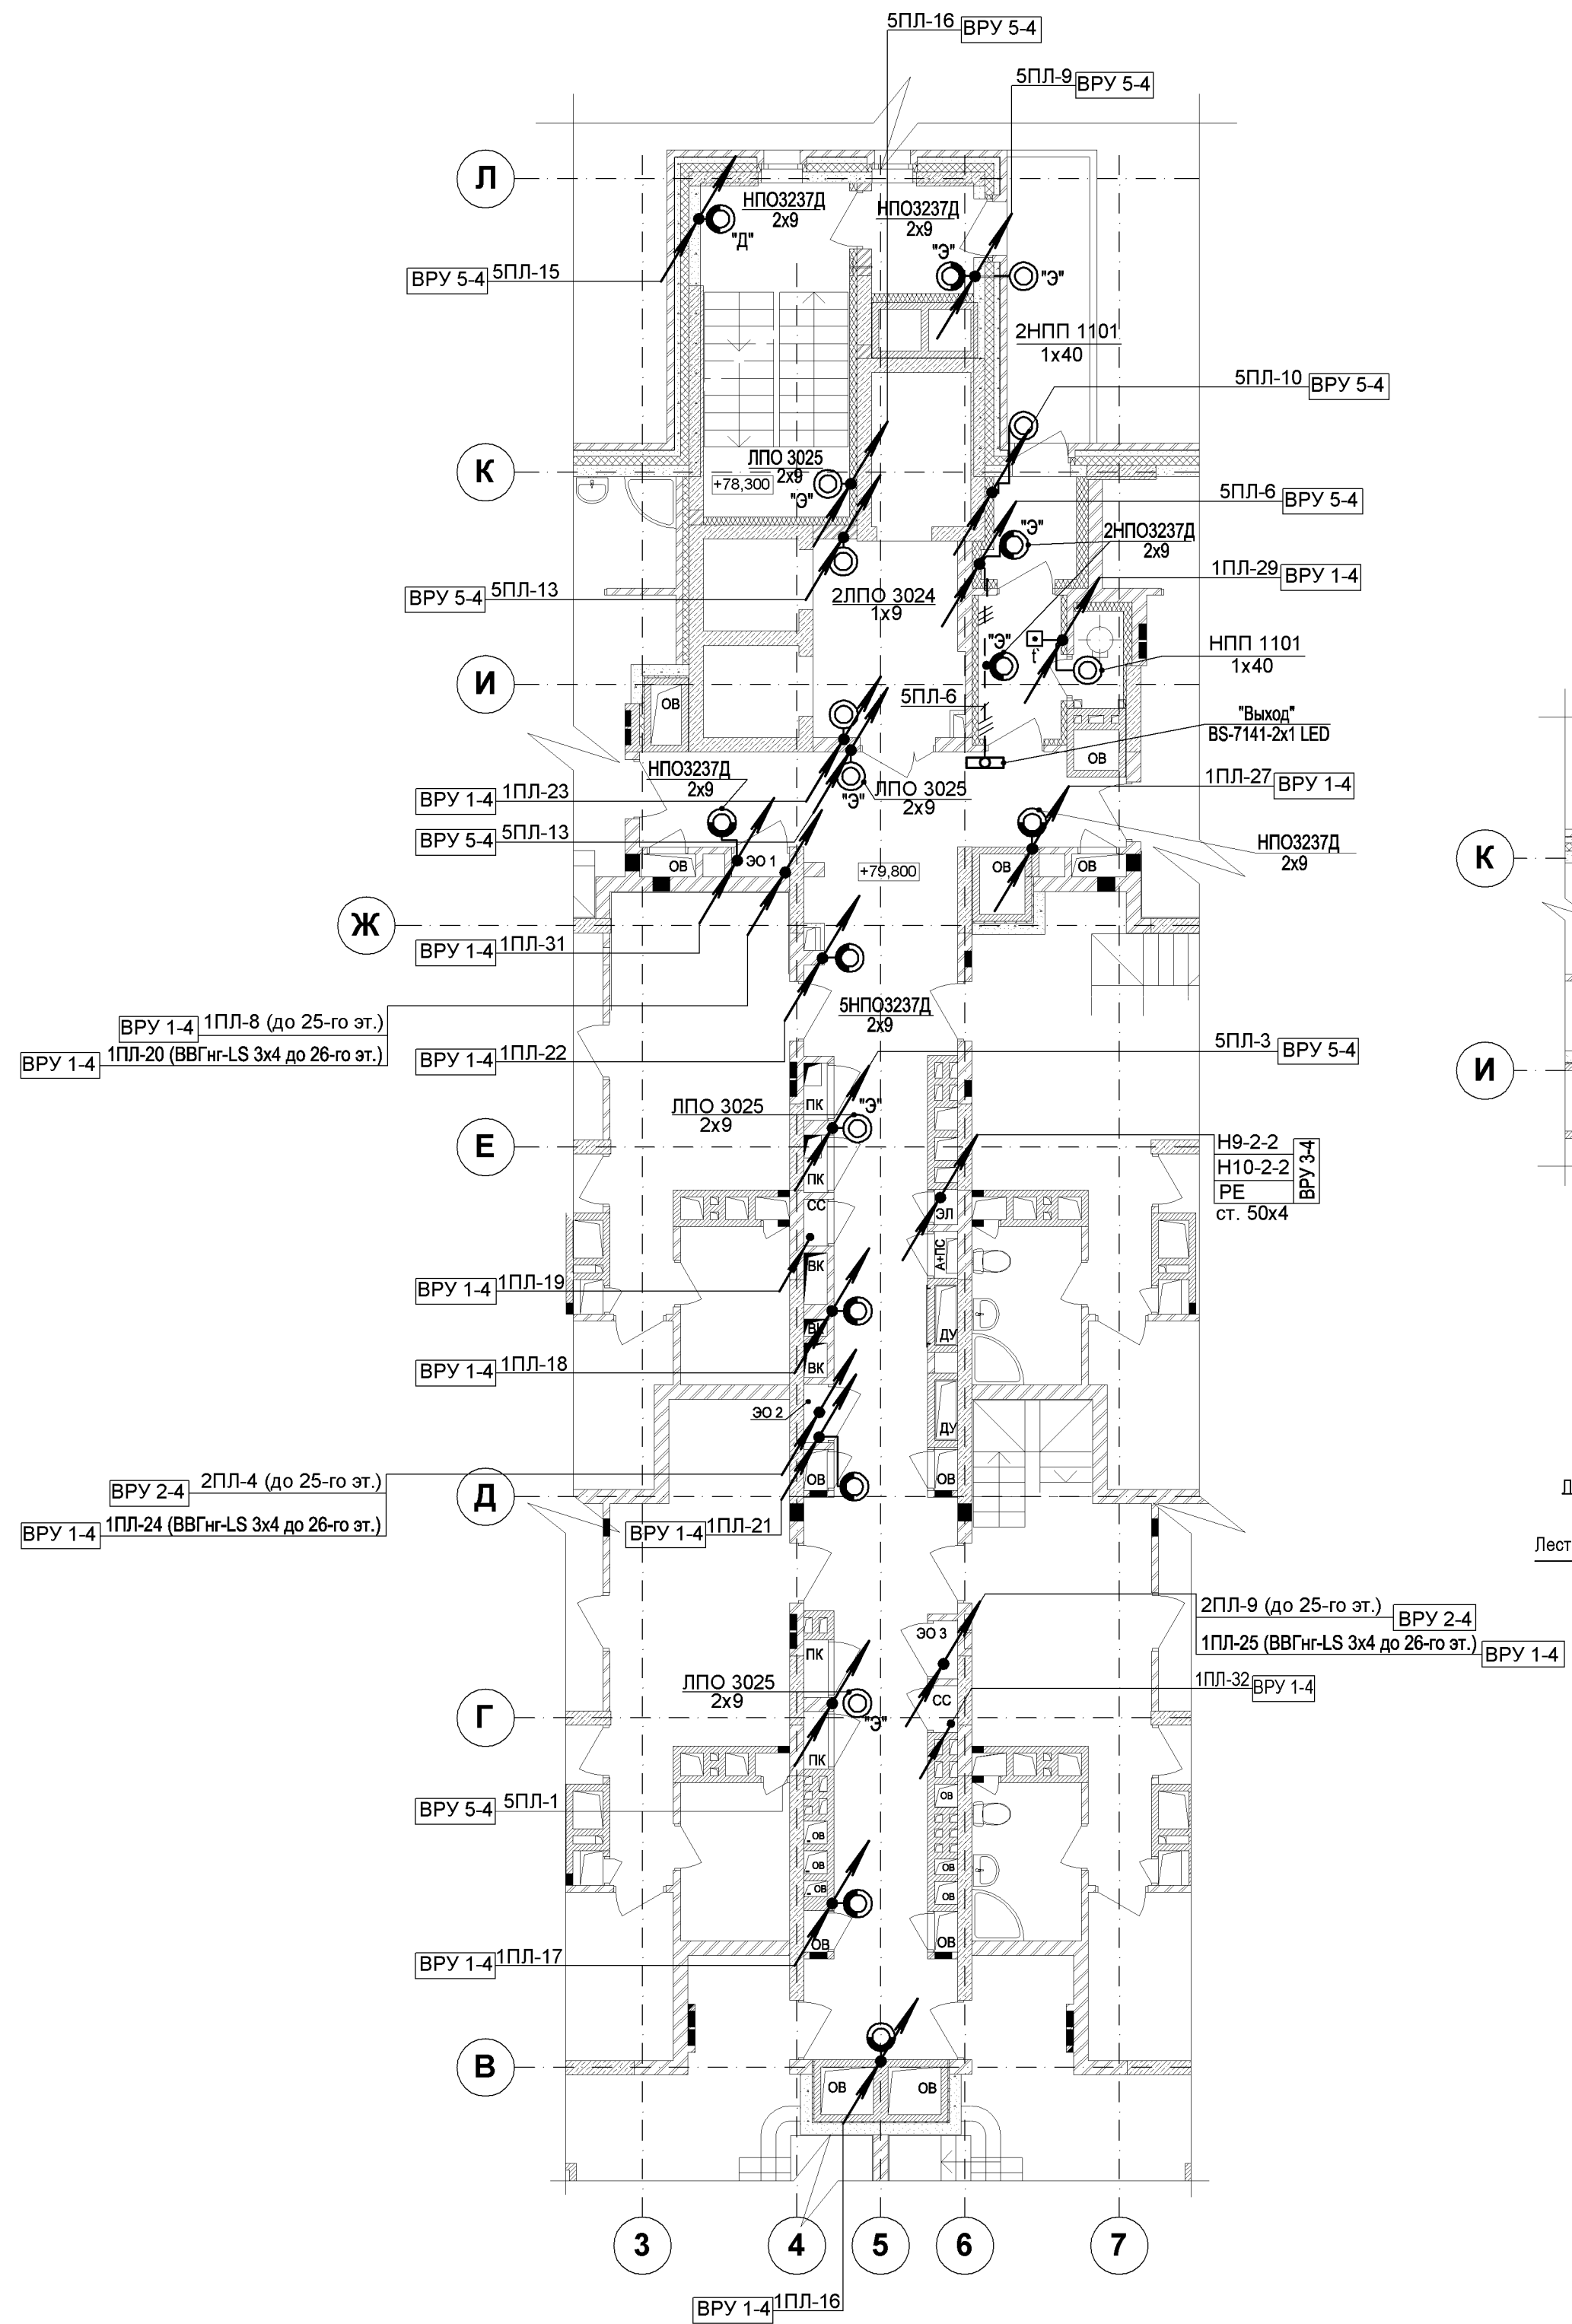 5ПЛ-16 ВРУ 5-4
5ПЛ-9 ВРУ 5-4
Л
НПО3237Д
2х9
"Д"
НПО3237Д
2х9
"Э"
"Э"
ВРУ 5-4 5ПЛ-15
2НПП 1101
1х40
5ПЛ-10 ВРУ 5-4
К
ЛПО 3025
2х9
+78,300
"Э"
5ПЛ-6 ВРУ 5-4
"Э"
2НПО3237Д
2х9
1ПЛ-29 ВРУ 1-4
ВРУ 5-4 5ПЛ-13
2ЛПО 3024
1х9
"Э"
t°
НПП 1101
1х40
И
ОВ
5ПЛ-6
"Выход"
BS-7141-2x1 LED
ОВ
НПО3237Д
2х9
ВРУ 1-4 1ПЛ-23
"Э"
ЛПО 3025
2х9
1ПЛ-27 ВРУ 1-4
ВРУ 5-4 5ПЛ-13
НПО3237Д
2х9
ОВ
ЭО 1
+79,800
ОВ
ОВ
К
Ж
ВРУ 1-4 1ПЛ-31
ВРУ 1-4 1ПЛ-8 (до 25-го эт.)
ВРУ 1-4 1ПЛ-20 (ВВГнг-LS 3х4 до 26-го эт.)
5НПО3237Д
2х9
ВРУ 1-4 1ПЛ-22
5ПЛ-3 ВРУ 5-4
И
ПК
ЛПО 3025
2х9
"Э"
Е
Н9-2-2
Н10-2-2
РЕ
ВРУ 3-4
ст. 50х4
ПК
СС
ЭЛ
А+ПС
ВК
ВРУ 1-4 1ПЛ-19
ВК
ДУ
ВРУ 1-4 1ПЛ-18
ВК
ЭО 2
ДУ
ОВ
ОВ
ВРУ 2-4 2ПЛ-4 (до 25-го эт.)
Д
ВРУ 1-4 1ПЛ-24 (ВВГнг-LS 3х4 до 26-го эт.)
ВРУ 1-4 1ПЛ-21
Лест
2ПЛ-9 (до 25-го эт.) ВРУ 2-4
1ПЛ-25 (ВВГнг-LS 3х4 до 26-го эт.) ВРУ 1-4
ЭО 3
ПК
ЛПО 3025
2х9
"Э"
СС
1ПЛ-32 ВРУ 1-4
Г
ПК
ВРУ 5-4 5ПЛ-1
ОВ
ОВ
ОВ
ОВ
ОВ
ОВ
ОВ
ОВ
ВРУ 1-4 1ПЛ-17
В
ОВ
ОВ
3
4
5
6
7
ВРУ 1-4 1ПЛ-16